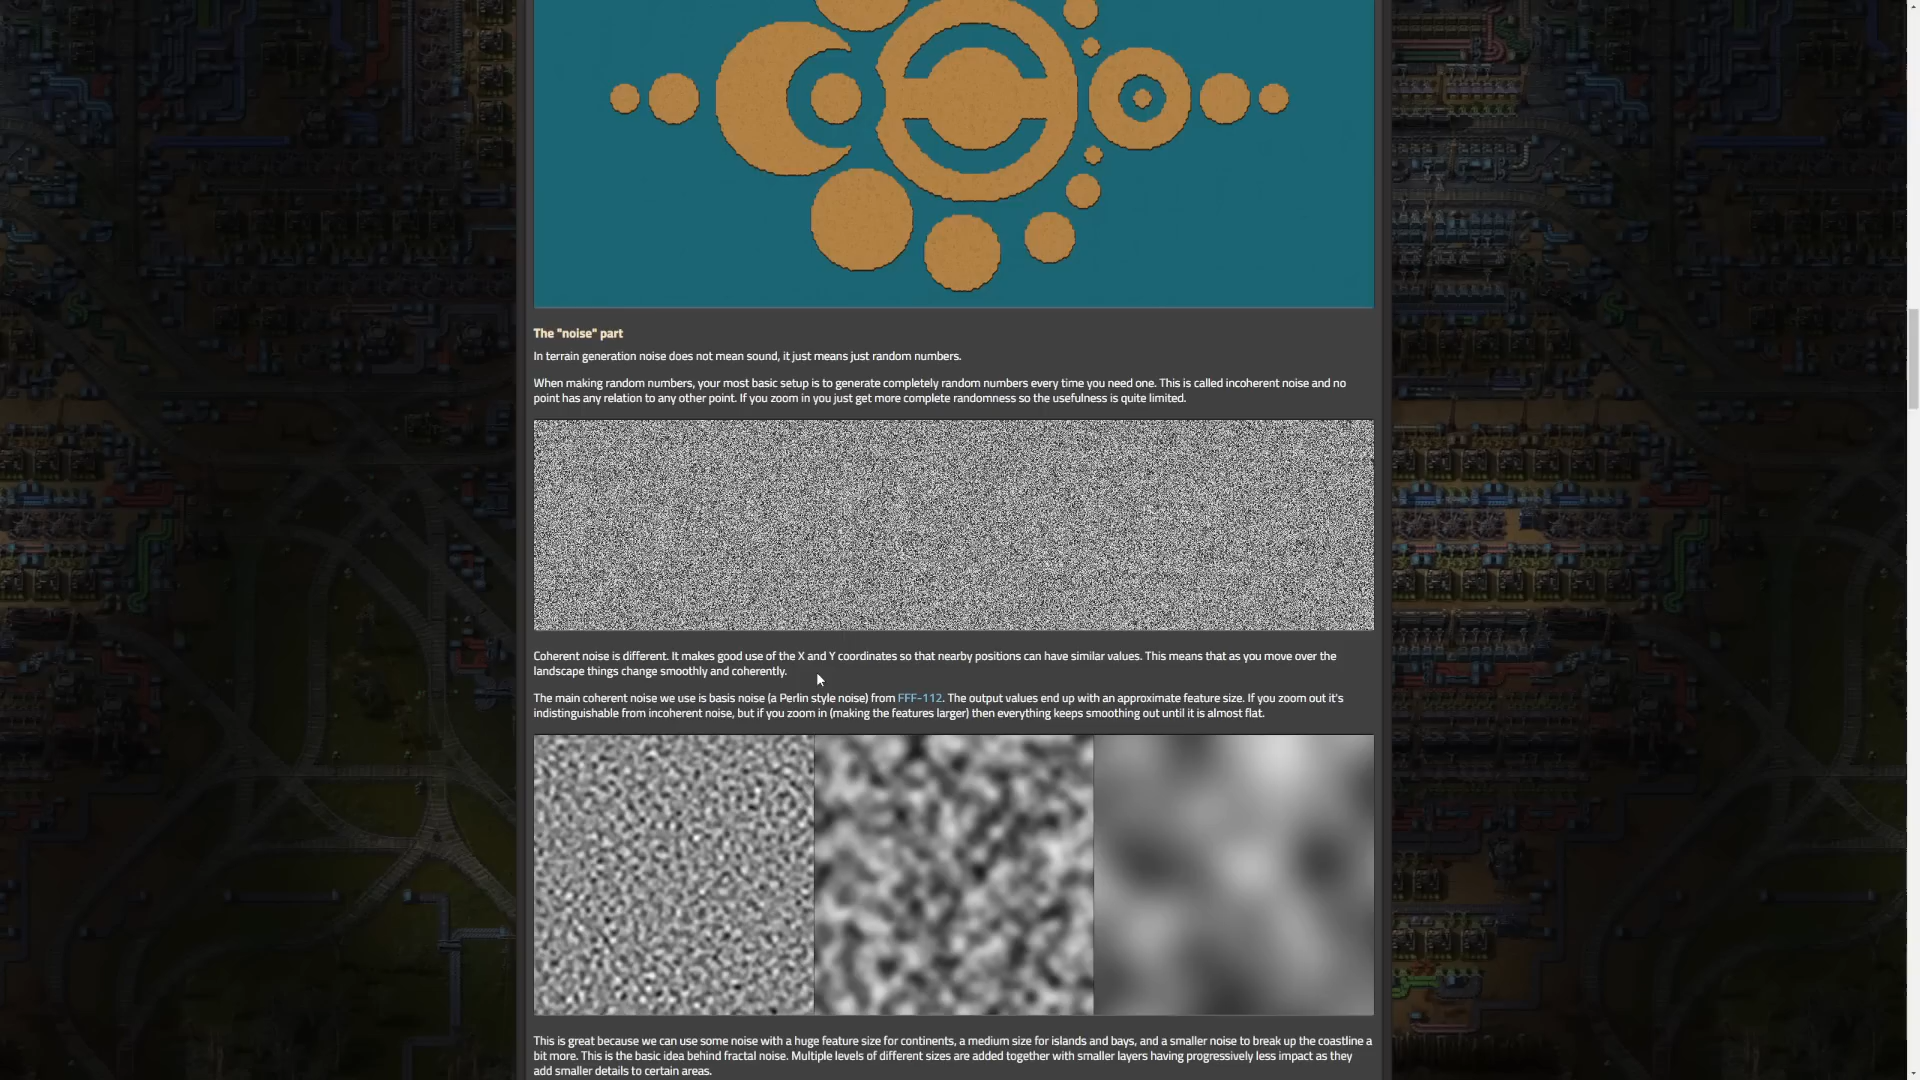 The "noise" part
In terrain generation noise does not mean sound, it just means just random numbers.
When making random numbers, your most basic setup is to generate completely random numbers every time you need one. This is called incoherent noise and no
point has any relation to any other point. If you zoom in you just get more complete randomness so the usefulness is quite limited.
Coherent noise is different. It makes good use of the X and Y coordinates so that nearby positions can have similar values. This means that as you move over the
landscape things change smoothly and coherently.
The main coherent noise we use is basis noise (a Perlin style noise) from FFF-112. The output values end up with an approximate feature size. If you zoom out it's
indistinguishable from incoherent noise, but if you zoom in (making the features larger) then everything keeps smoothing out until it is almost flat.
This is great because we can use some noise with a huge feature size for continents, a medium size for islands and bays, and a smaller noise to break up the coastline a
bit more. This is the basic idea behind fractal noise. Multiple levels of different sizes are added together with smaller layers having progressively less impact as they
add smaller details to certain areas.